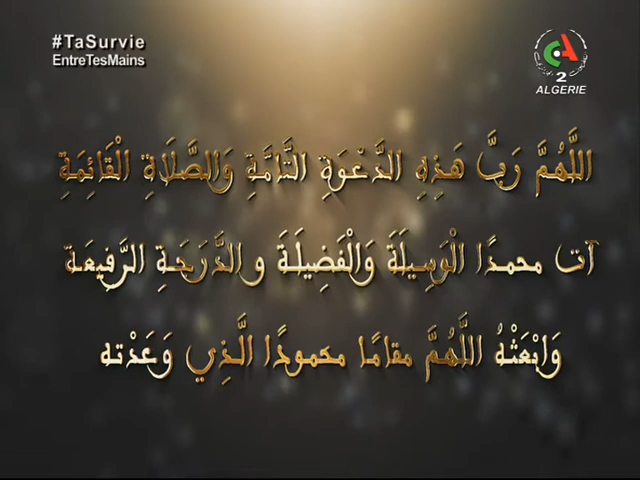 #TaSurvie
EntreTesMains
2
ALGERIE
اللَّهُمَّ رَبَّ هَذِهِ الدَّعْوَةِ التَّامَّةِ وَالصَّلَاةِ الْقَائِمَةِ
آت محمدًا الْوَسِيلَةَ وَالْفَضِيلَةَ و الدَّرَجَةِ الرَّفِيعَة
وَابْعَثْهُ اللَّهُمَّ مقامًا محمودًا الَّذِي وَعَدْته